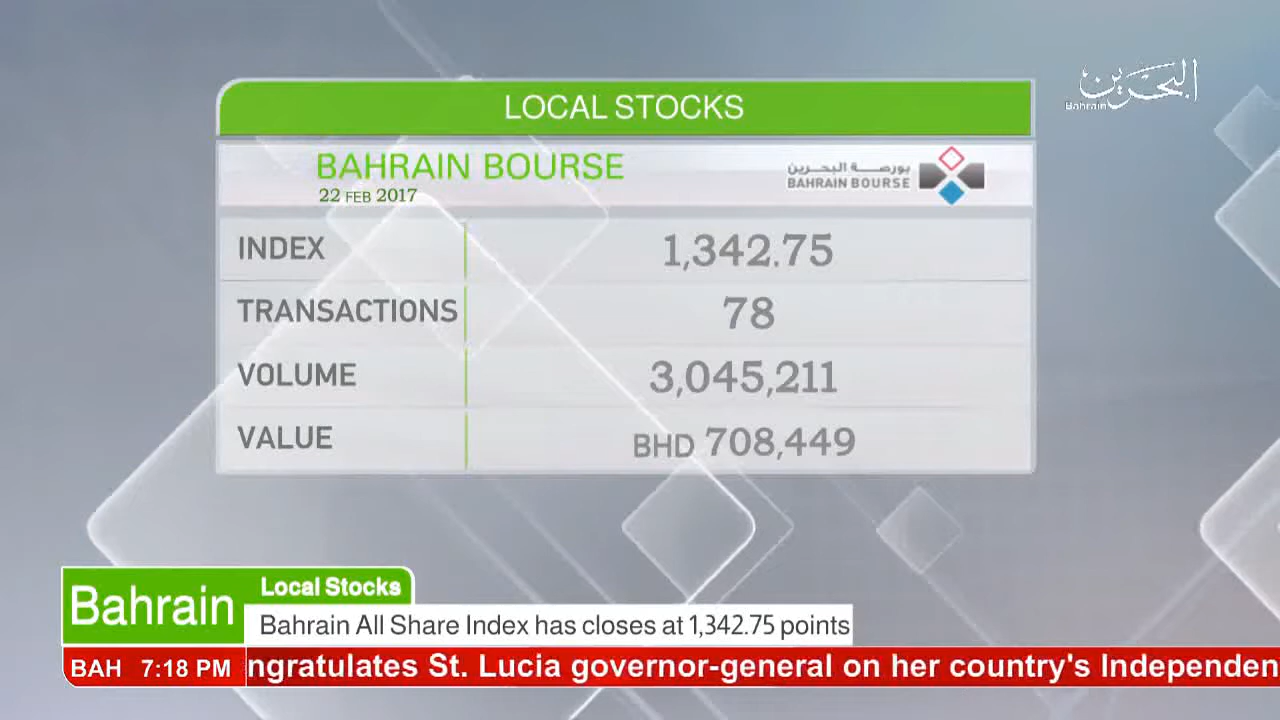 LOCAL STOCKS
البحرين
Bahrain
BAHRAIN BOURSE
22 FEB 2017
بورصة البحرين
BAHRAIN BOURSE
INDEX 1,342.75
TRANSACTIONS 78
VOLUME 3,045,211
VALUE BHD 708,449
Bahrain
Local Stocks
Bahrain All Share Index has closes at 1,342.75 points
BAH 7:18 PM ngratulates St. Lucia governor-general on her country's Independen